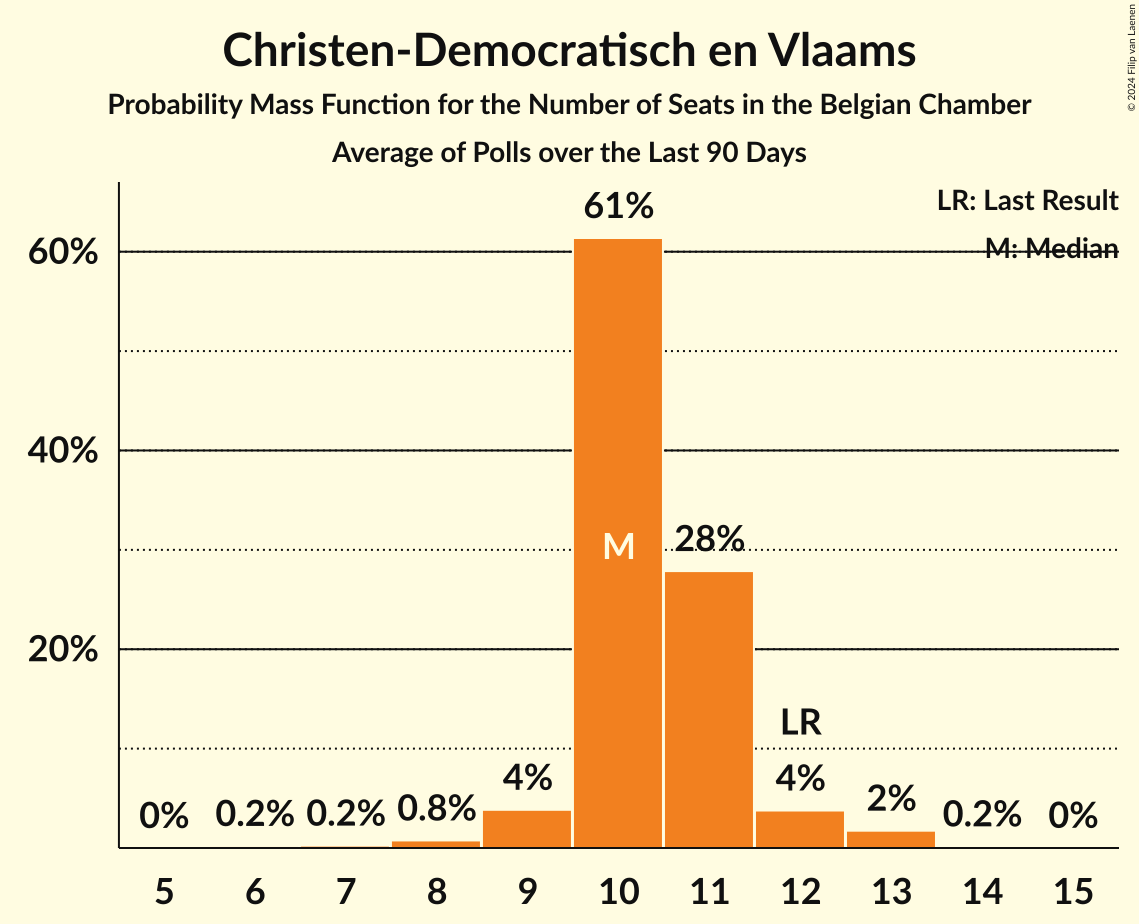 Christen-Democratisch en Vlaams
Probability Mass Function for the Number of Seats in the Belgian Chamber
Average of Polls over the Last 90 Days
© 2024 Filip van Laenen
LR: Last Result
M: Median
61%
60%
40%
M
28%
20%
LR
0% 0.2% 0.2% 0.8% 4% 4% 2% 0.2% 0%
5 6 7 8 9 10 11 12 13 14 15